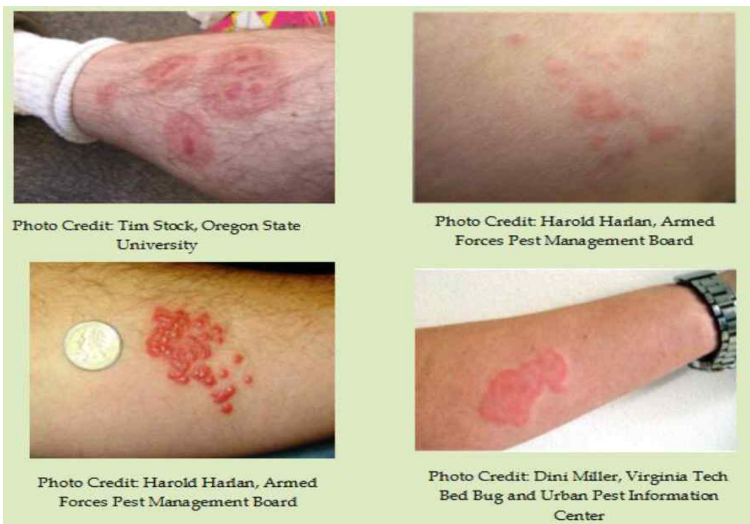 Photo Credit: Tim Stock, Oregon State
University
Photo Credit: Harold Harlan, Armed
Forces Pest Management Board
Photo Credit: Harold Harlan, Armed
Forces Pest Management Board
Photo Credit: Dini Miller, Virginia Tech
Bed Bug and Urban Pest Information
Center